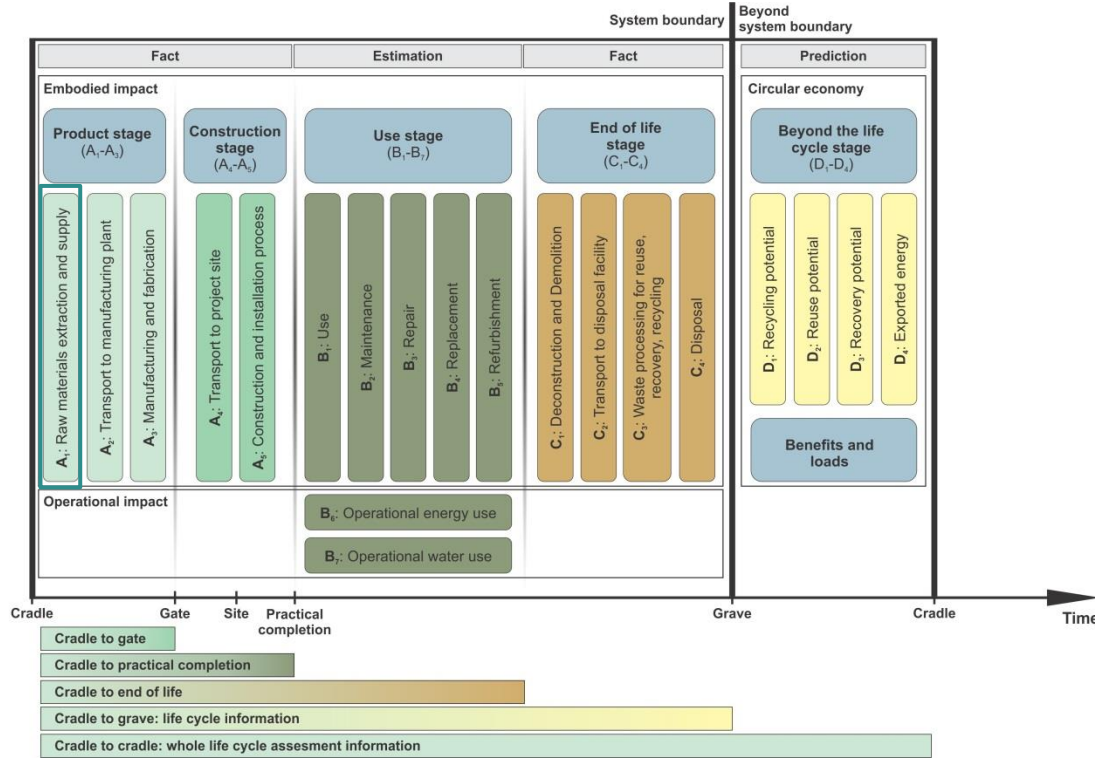 System boundary
Beyond
system boundary
Fact
Estimation
Fact
Prediction
Embodied impact
Circular economy
Product stage
(A₁-A₃)
Construction
stage
(A₄-A₅)
Use stage
(B₁-B₇)
End of life
stage
(C₁-C₄)
Beyond the life
cycle stage
(D₁-D₄)
A₁: Raw materials extraction and supply
A₂: Transport to manufacturing plant
A₃: Manufacturing and fabrication
A₄: Transport to project site
A₅: Construction and installation process
B₁: Use
B₂: Maintenance
B₃: Repair
B₄: Replacement
B₅: Refurbishment
C₁: Deconstruction and Demolition
C₂: Transport to disposal facility
C₃: Waste processing for reuse,
recovery, recycling
C₄: Disposal
D₁: Recycling potential
D₂: Reuse potential
D₃: Recovery potential
D₄: Exported energy
Benefits and
loads
Operational impact
B₆: Operational energy use
B₇: Operational water use
Cradle
Gate
Site
Practical
completion
Grave
Cradle
Time
Cradle to gate
Cradle to practical completion
Cradle to end of life
Cradle to grave: life cycle information
Cradle to cradle: whole life cycle assesment information